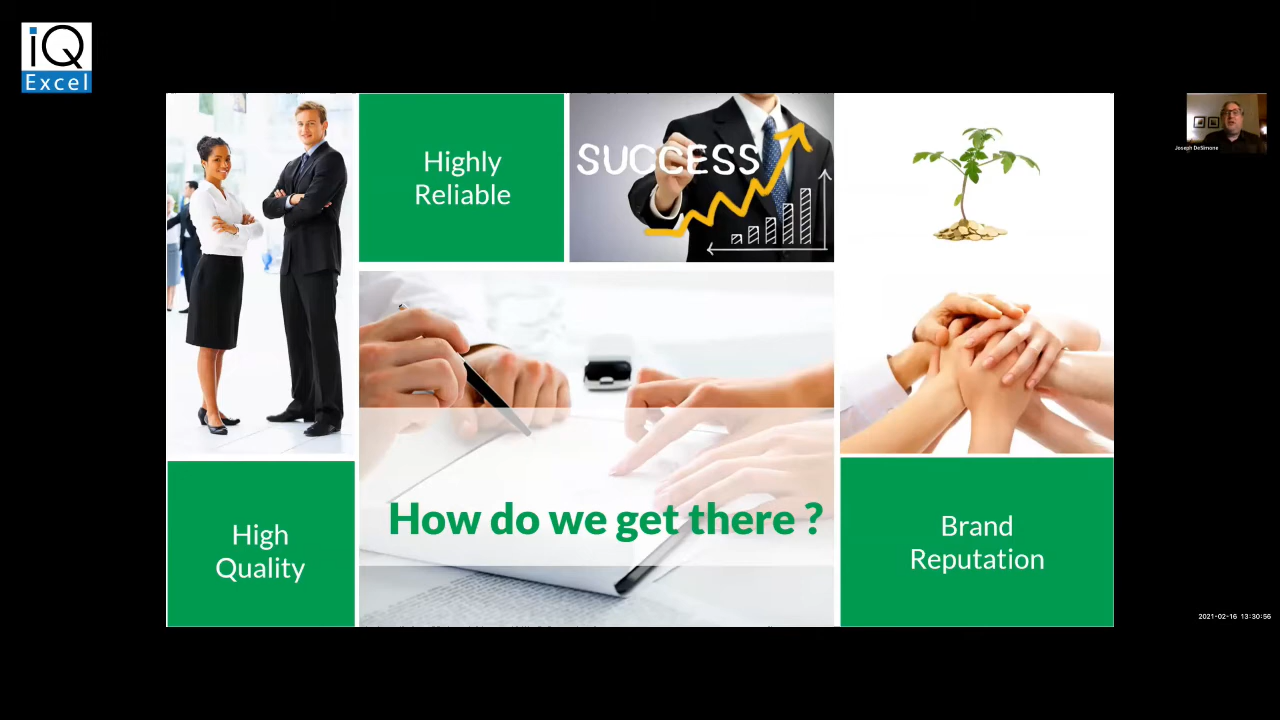 iQ
Excel
Highly
Reliable
SUCCESS
Joseph DeSimone
How do we get there ?
High
Quality
Brand
Reputation
2021-02-16 13:30:56